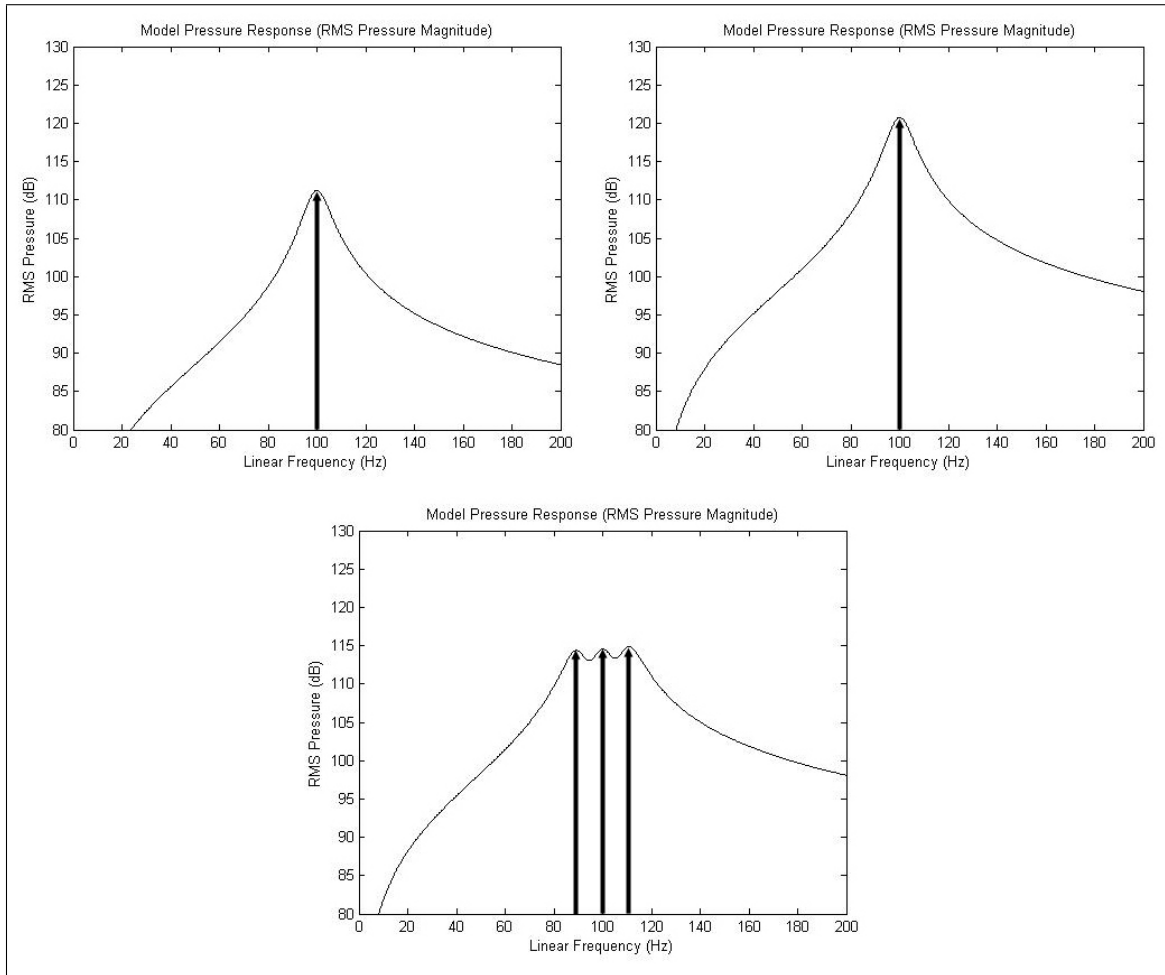 Model Pressure Response (RMS Pressure Magnitude)
RMS Pressure (dB)
130
125
120
115
110
105
100
95
90
85
80
0 20 40 60 80 100 120 140 160 180 200
Linear Frequency (Hz)
Model Pressure Response (RMS Pressure Magnitude)
RMS Pressure (dB)
130
125
120
115
110
105
100
95
90
85
80
0 20 40 60 80 100 120 140 160 180 200
Linear Frequency (Hz)
Model Pressure Response (RMS Pressure Magnitude)
RMS Pressure (dB)
130
125
120
115
110
105
100
95
90
85
80
0 20 40 60 80 100 120 140 160 180 200
Linear Frequency (Hz)